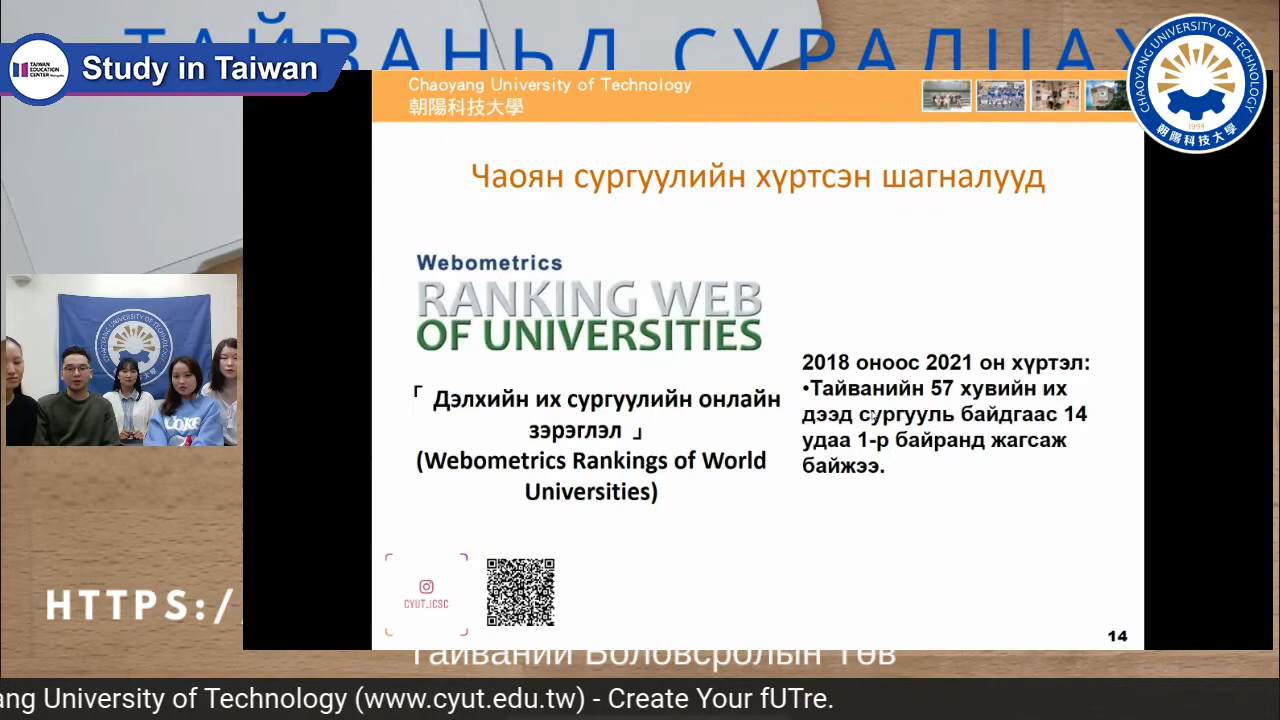 ТАЙВАНЬД СУРАЛЦАХ
TAIWAN EDUCATION CENTER
Study in Taiwan
Chaoyang University of Technology
朝陽科技大學
CHAOYANG UNIVERSITY OF TECHNOLOGY
1994
朝陽科技大學
Чаоян сургуулийн хүртсэн шагналууд
Webometrics
RANKING WEB
OF UNIVERSITIES
「 Дэлхийн их сургуулийн онлайн
зэрэглэл 」
(Webometrics Rankings of World
Universities)
2018 оноос 2021 он хүртэл:
•Тайванийн 57 хувийн их
дээд сургууль байдгаас 14
удаа 1-р байранд жагсаж
байжээ.
CYUT_ICSC
14
HTTPS:/
Тайваний Боловсролын Төв
ang University of Technology (www.cyut.edu.tw) - Create Your fUTre.